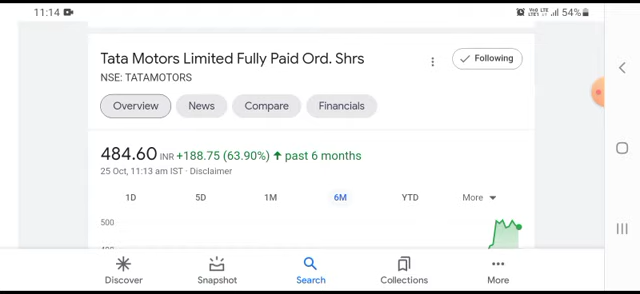 11:14
54%
Tata Motors Limited Fully Paid Ord. Shrs
Following
NSE: TATAMOTORS
Overview
News
Compare
Financials
484.60 INR +188.75 (63.90%) ↑ past 6 months
25 Oct, 11:13 am IST · Disclaimer
1D
5D
1M
6M
YTD
More
500
Discover
Snapshot
Search
Collections
More